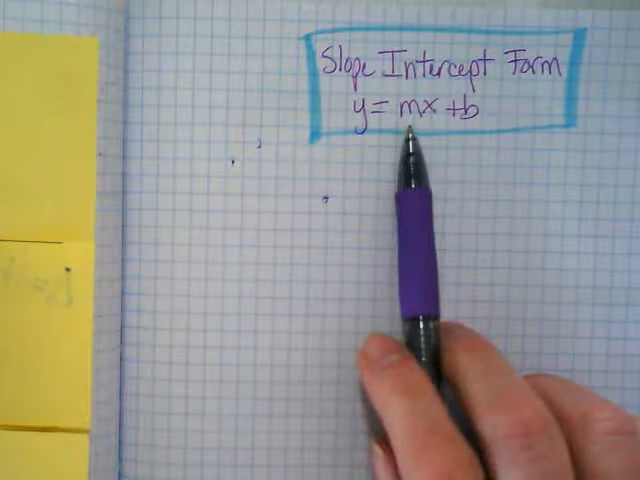 Slope Intercept Form
y = mx + b